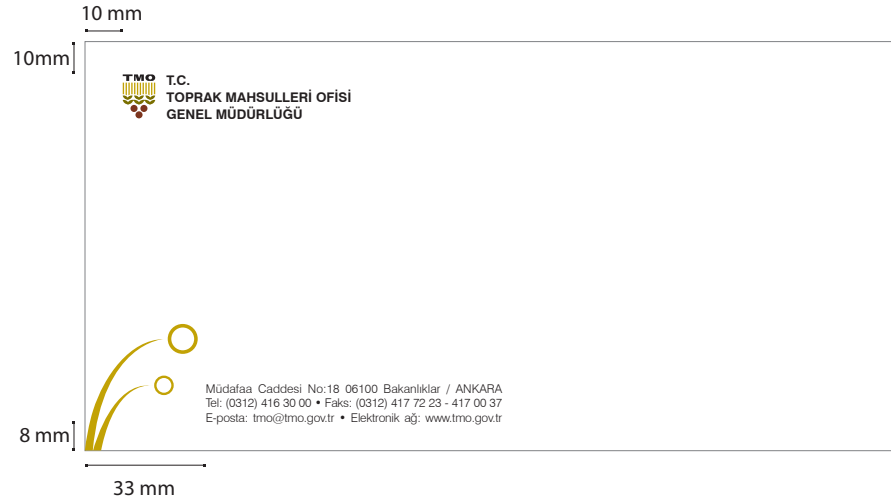 10 mm
10mm
TMO
T.C.
TOPRAK MAHSULLERİ OFİSİ
GENEL MÜDÜRLÜĞÜ
Müdafaa Caddesi No:18 06100 Bakanlıklar / ANKARA
Tel: (0312) 416 30 00 • Faks: (0312) 417 72 23 - 417 00 37
E-posta: tmo@tmo.gov.tr • Elektronik ağ: www.tmo.gov.tr
8 mm
33 mm